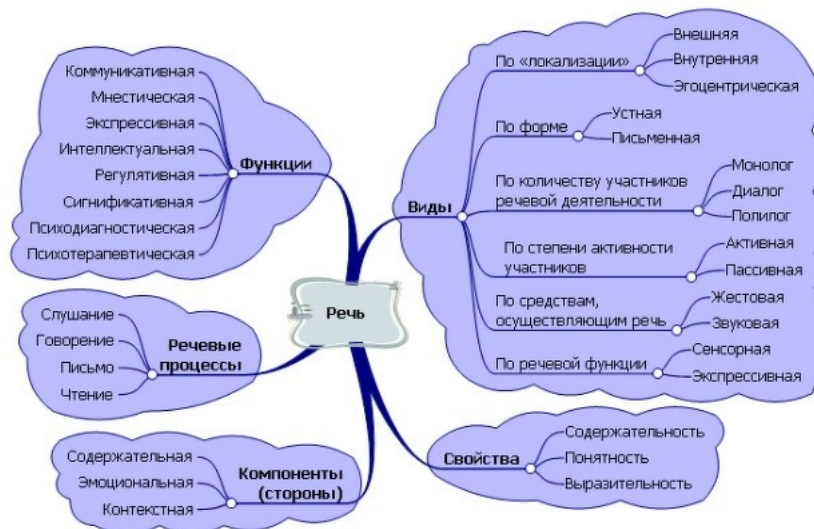 Речь
Функции
Коммуникативная
Мнестическая
Экспрессивная
Интеллектуальная
Регулятивная
Сигнификативная
Психодиагностическая
Психотерапевтическая
Виды
По «локализации»
Внешняя
Внутренняя
Эгоцентрическая
По форме
Устная
Письменная
По количеству участников
речевой деятельности
Монолог
Диалог
Полилог
По степени активности
участников
Активная
Пассивная
По средствам,
осуществляющим речь
Жестовая
Звуковая
По речевой функции
Сенсорная
Экспрессивная
Речевые
процессы
Слушание
Говорение
Письмо
Чтение
Компоненты
(стороны)
Содержательная
Эмоциональная
Контекстная
Свойства
Содержательность
Понятность
Выразительность